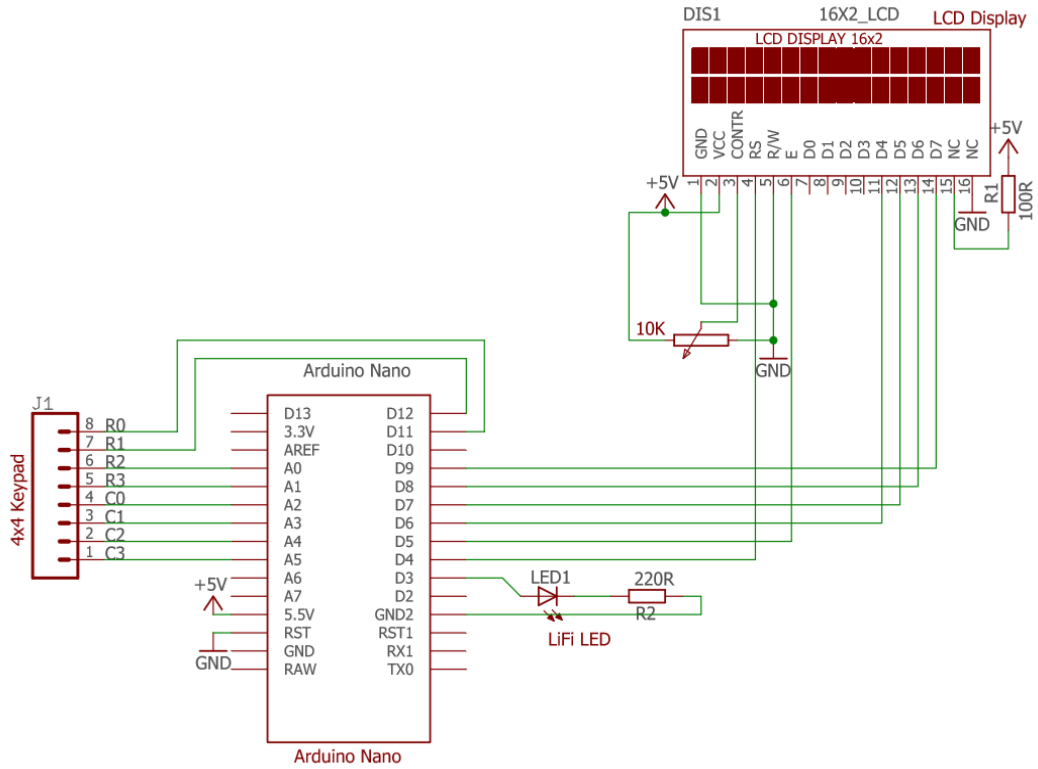 DIS1 16X2_LCD LCD Display
LCD DISPLAY 16x2
GND VCC CONTR RS R/W E D0 D1 D2 D3 D4 D5 D6 D7 NC NC
1 2 3 4 5 6 7 8 9 10 11 12 13 14 15 16
+5V
R1
100R
GND
+5V
10K
GND
Arduino Nano
J1
4x4 Keypad
8 R0
7 R1
6 R2
5 R3
4 C0
3 C1
2 C2
1 C3
D13 D12
3.3V D11
AREF D10
A0 D9
A1 D8
A2 D7
A3 D6
A4 D5
A5 D4
A6 D3
A7 D2
5.5V GND2
RST RST1
GND RX1
RAW TX0
+5V
GND
LED1
220R
R2
LiFi LED
Arduino Nano